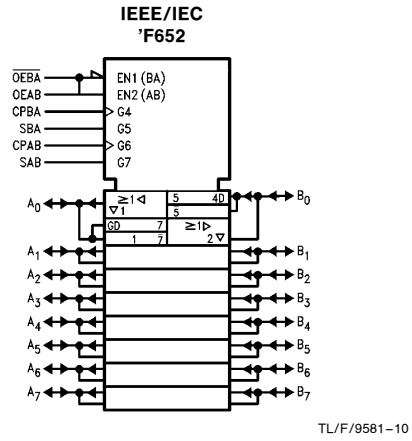 IEEE/IEC
'F652
OEBA EN1 (BA)
OEAB EN2 (AB)
CPBA G4
SBA G5
CPAB G6
SAB G7
A0 ≥1◁ 5 4D B0
▽1 5
GD 7 ≥1▷
1 7 2▽
A1 B1
A2 B2
A3 B3
A4 B4
A5 B5
A6 B6
A7 B7
TL/F/9581–10